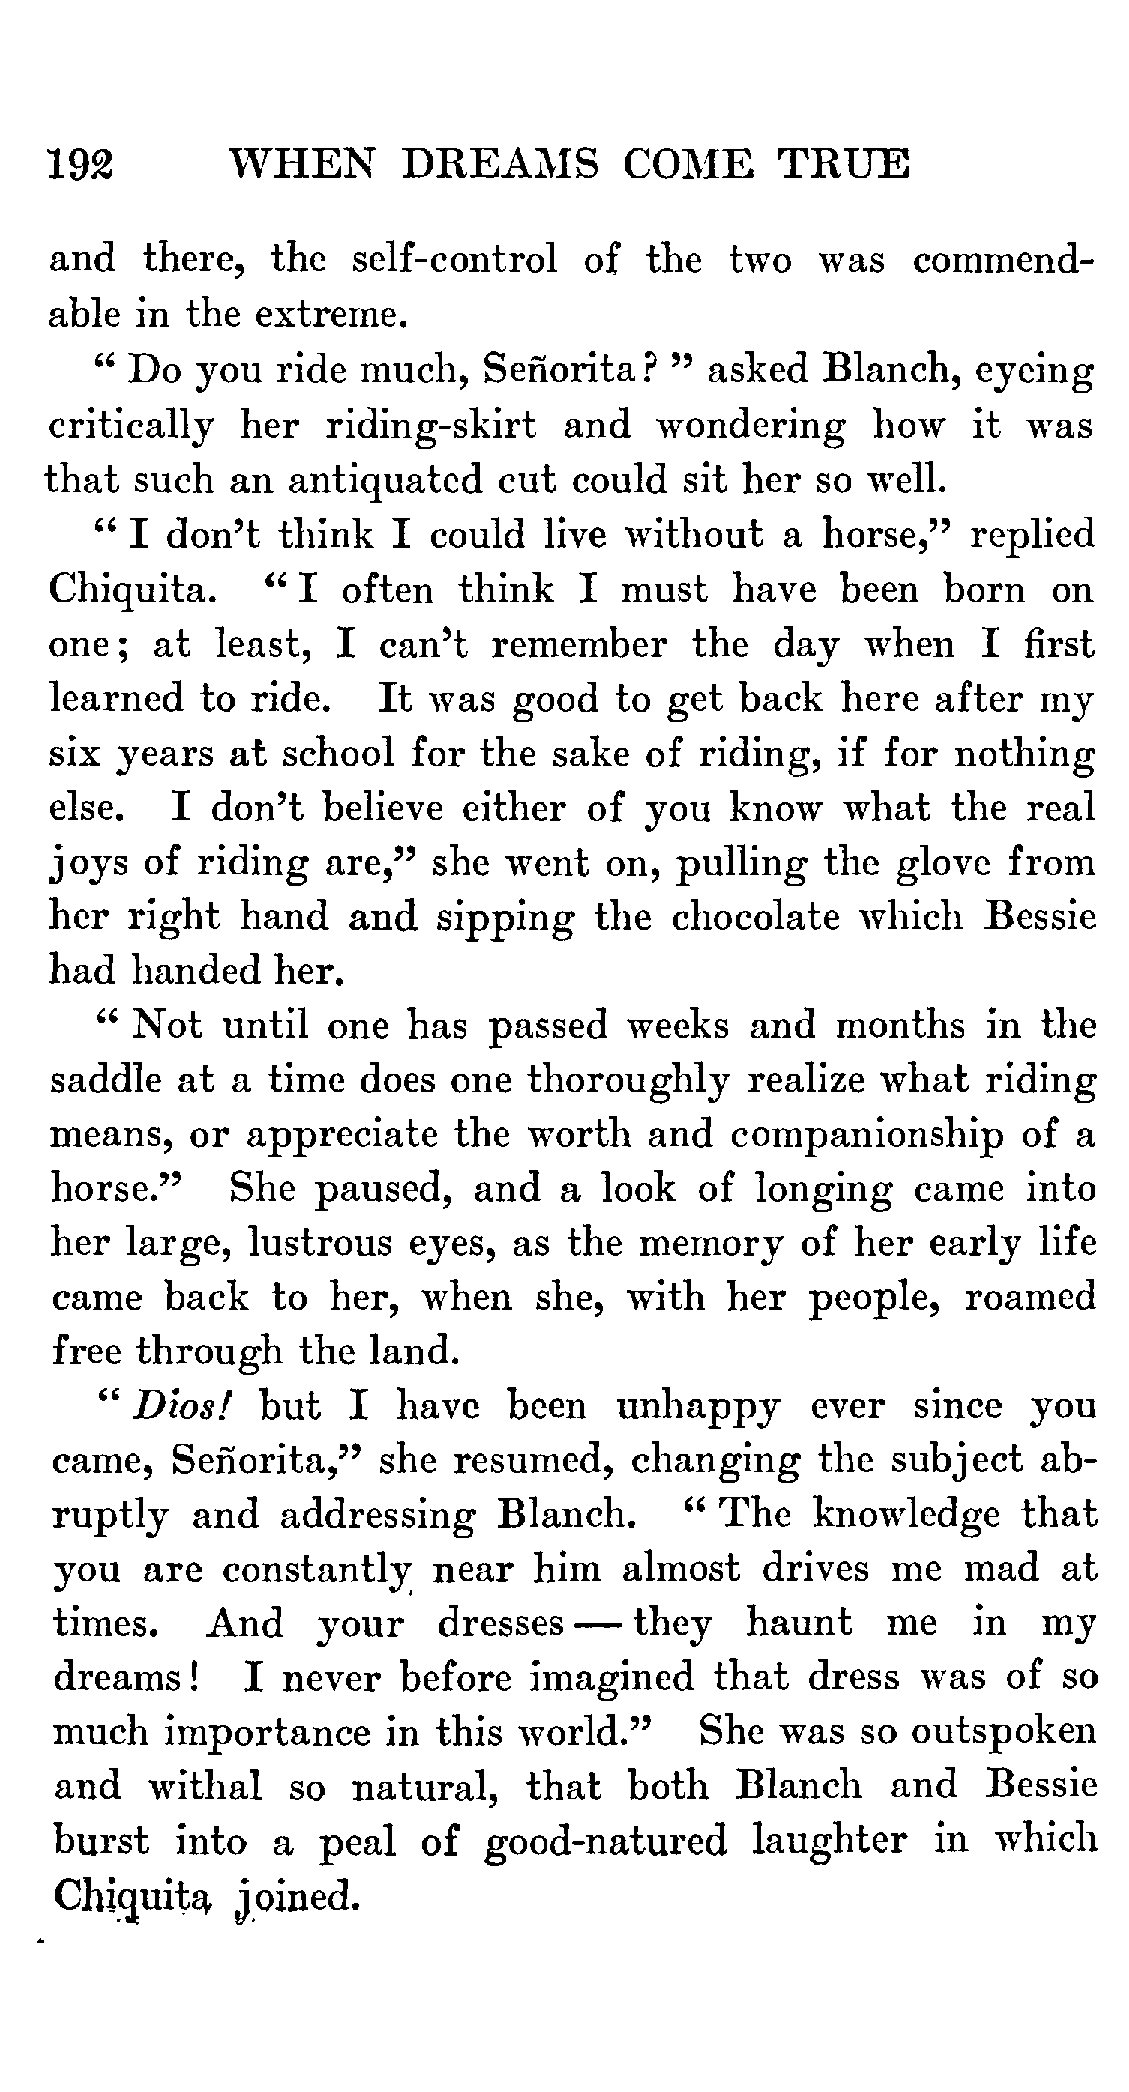 192 WHEN DREAMS COME TRUE
and there, the self-control of the two was commend-
able in the extreme.
" Do you ride much, Señorita? " asked Blanch, eyeing
critically her riding-skirt and wondering how it was
that such an antiquated cut could sit her so well.
" I don't think I could live without a horse," replied
Chiquita. " I often think I must have been born on
one; at least, I can't remember the day when I first
learned to ride. It was good to get back here after my
six years at school for the sake of riding, if for nothing
else. I don't believe either of you know what the real
joys of riding are," she went on, pulling the glove from
her right hand and sipping the chocolate which Bessie
had handed her.
" Not until one has passed weeks and months in the
saddle at a time does one thoroughly realize what riding
means, or appreciate the worth and companionship of a
horse." She paused, and a look of longing came into
her large, lustrous eyes, as the memory of her early life
came back to her, when she, with her people, roamed
free through the land.
" Dios! but I have been unhappy ever since you
came, Señorita," she resumed, changing the subject ab-
ruptly and addressing Blanch. " The knowledge that
you are constantly near him almost drives me mad at
times. And your dresses — they haunt me in my
dreams! I never before imagined that dress was of so
much importance in this world." She was so outspoken
and withal so natural, that both Blanch and Bessie
burst into a peal of good-natured laughter in which
Chiquita joined.